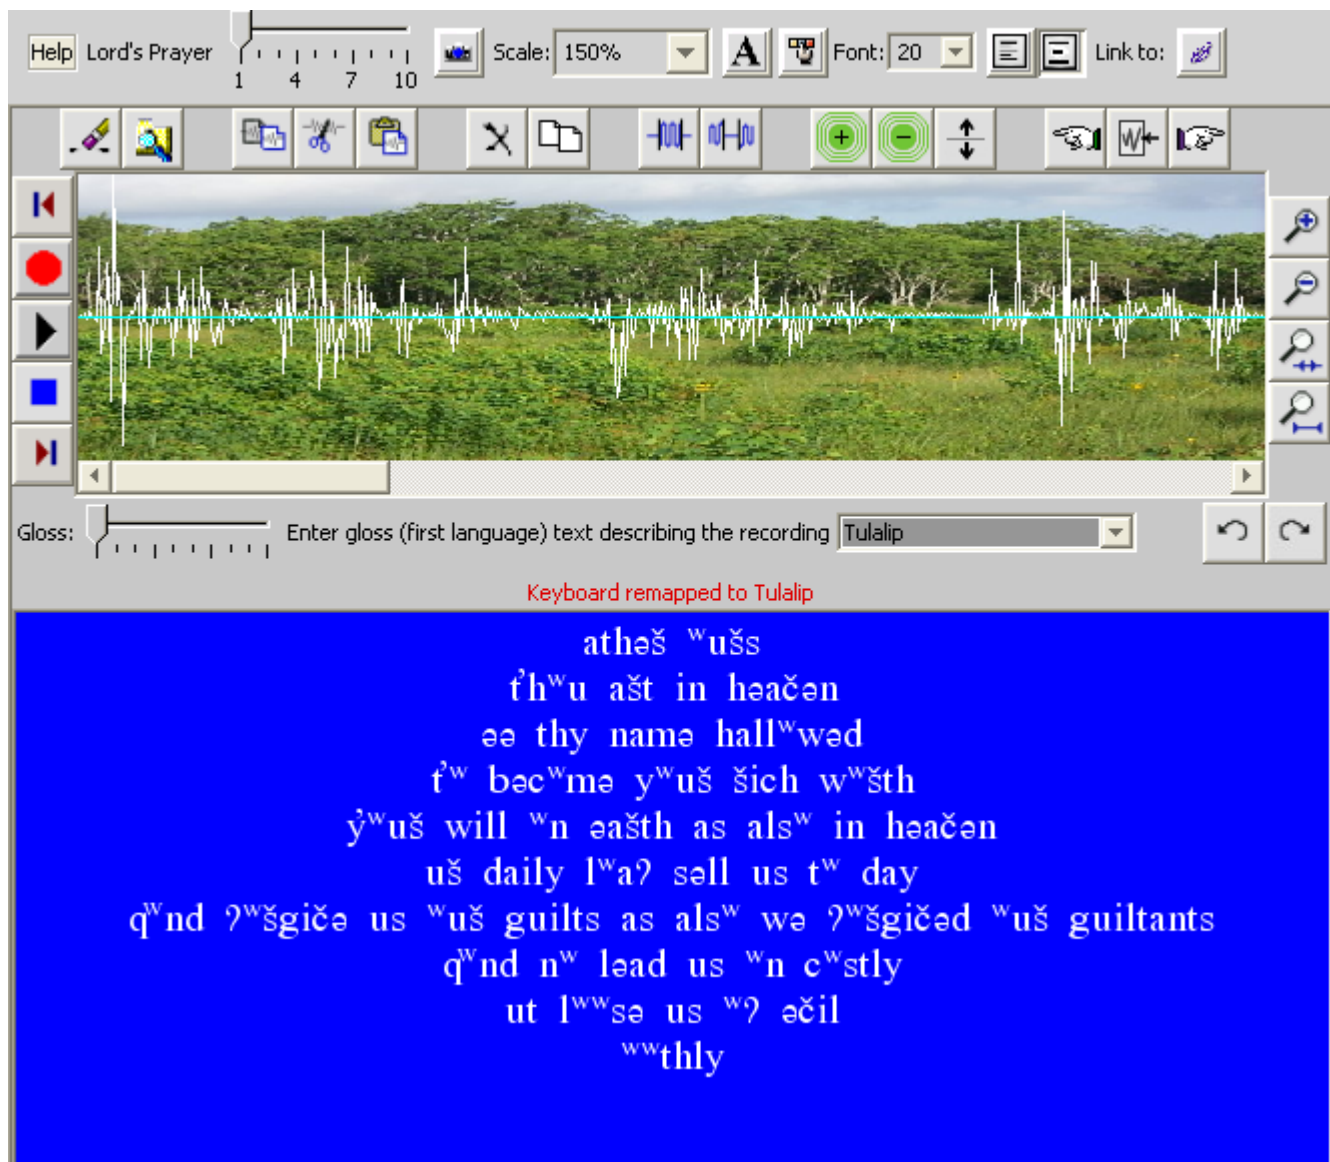 Help Lord's Prayer 1 4 7 10 Scale: 150% A Font: 20 Link to:
Gloss: Enter gloss (first language) text describing the recording Tulalip
Keyboard remapped to Tulalip
athəš ʷušs
t̓hʷu ašt in həačən
əə thy namə hallʷwəd
t̓ʷ bəcʷmə yʷuš šich wʷšth
y̓ʷuš will ʷn əašth as alsʷ in həačən
uš daily lʷaʔ səll us tʷ day
qʷnd ʔʷšgičə us ʷuš guilts as alsʷ wə ʔʷšgičəd ʷuš guiltants
qʷnd nʷ ləad us ʷn cʷstly
ut lʷʷsə us ʷʔ əčil
ʷʷthly